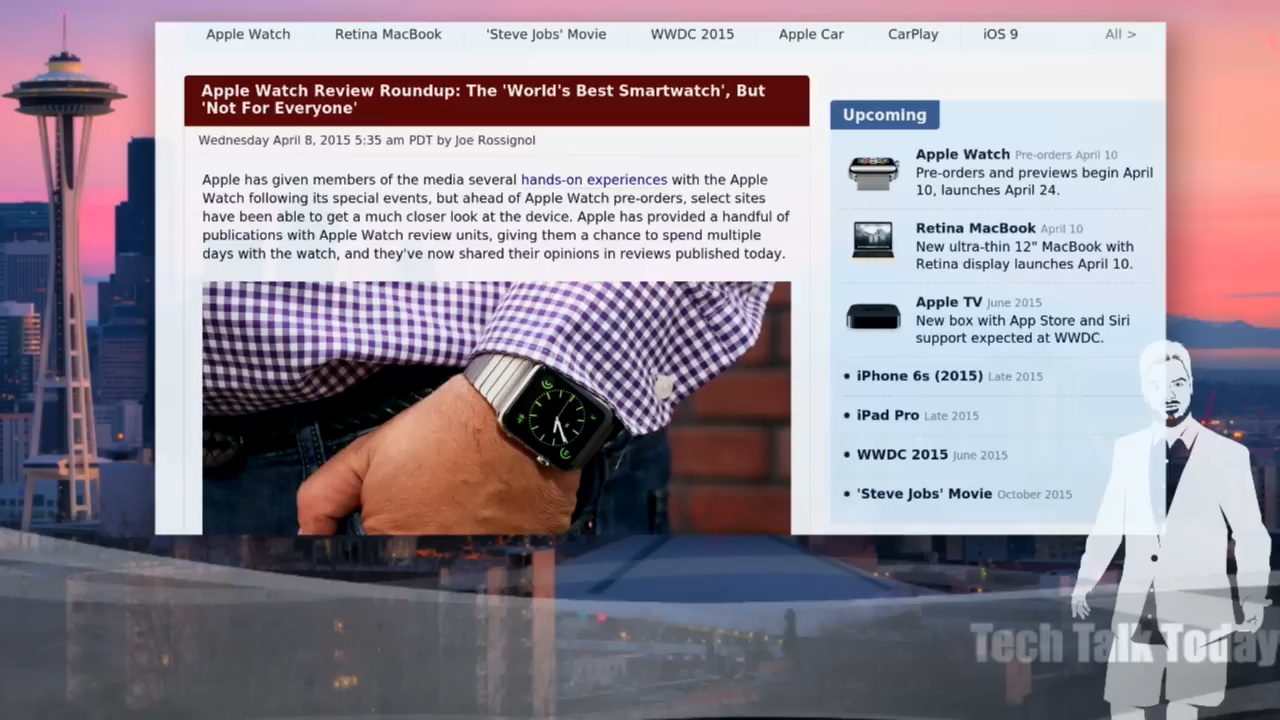 Apple Watch
Retina MacBook
'Steve Jobs' Movie
WWDC 2015
Apple Car
CarPlay
iOS 9
All >
Apple Watch Review Roundup: The 'World's Best Smartwatch', But
'Not For Everyone'
Wednesday April 8, 2015 5:35 am PDT by Joe Rossignol
Apple has given members of the media several hands-on experiences with the Apple
Watch following its special events, but ahead of Apple Watch pre-orders, select sites
have been able to get a much closer look at the device. Apple has provided a handful of
publications with Apple Watch review units, giving them a chance to spend multiple
days with the watch, and they've now shared their opinions in reviews published today.
Upcoming
Apple Watch Pre-orders April 10
Pre-orders and previews begin April
10, launches April 24.
Retina MacBook April 10
New ultra-thin 12" MacBook with
Retina display launches April 10.
Apple TV June 2015
New box with App Store and Siri
support expected at WWDC.
• iPhone 6s (2015) Late 2015
• iPad Pro Late 2015
• WWDC 2015 June 2015
• 'Steve Jobs' Movie October 2015
Tech Talk Today